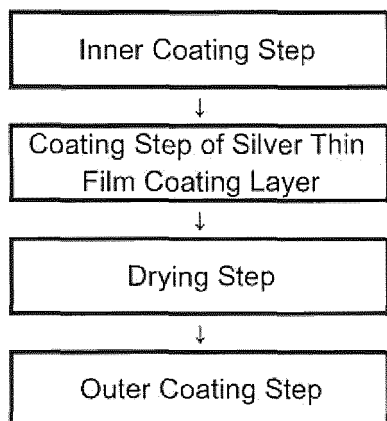 Inner Coating Step
↓
Coating Step of Silver Thin
Film Coating Layer
↓
Drying Step
↓
Outer Coating Step